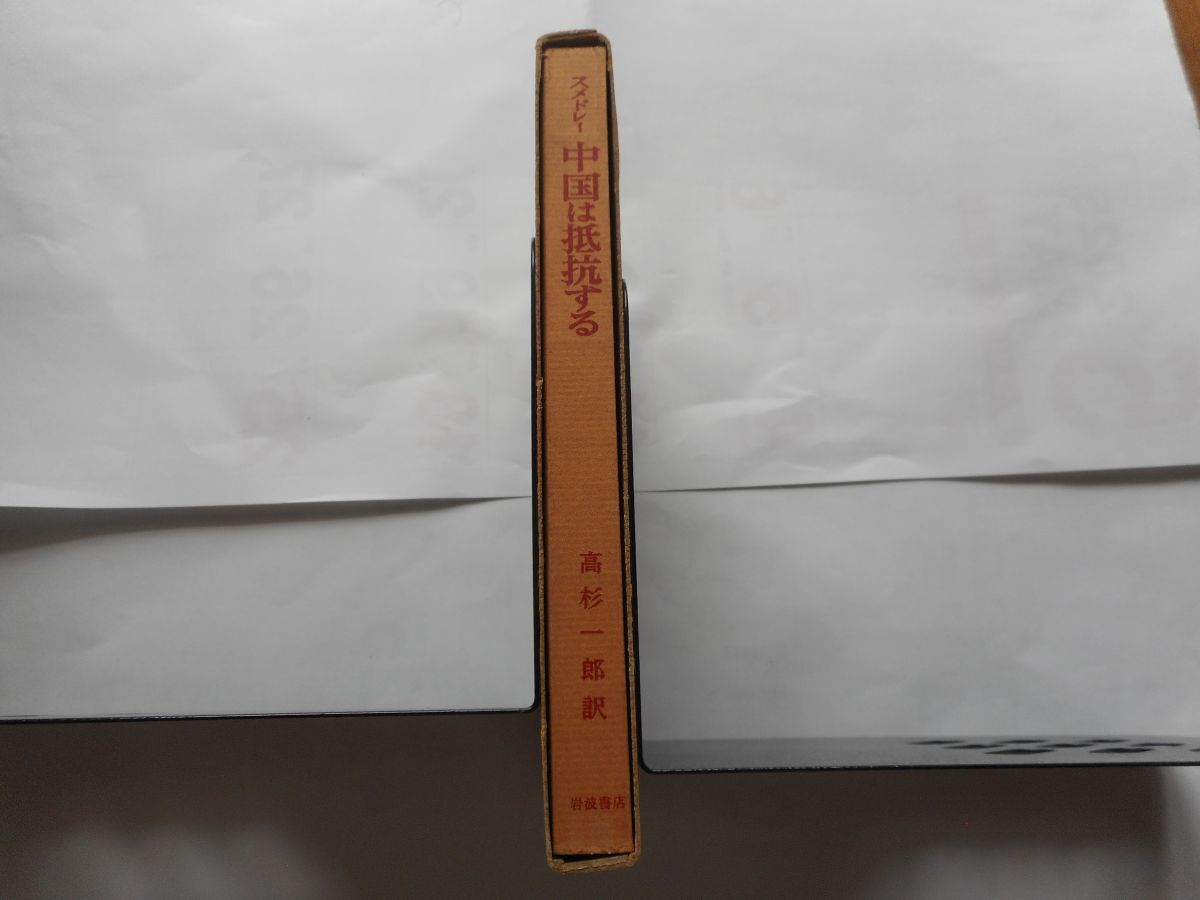 スメドレー
中国は抵抗する
高杉一郎訳
岩波書店